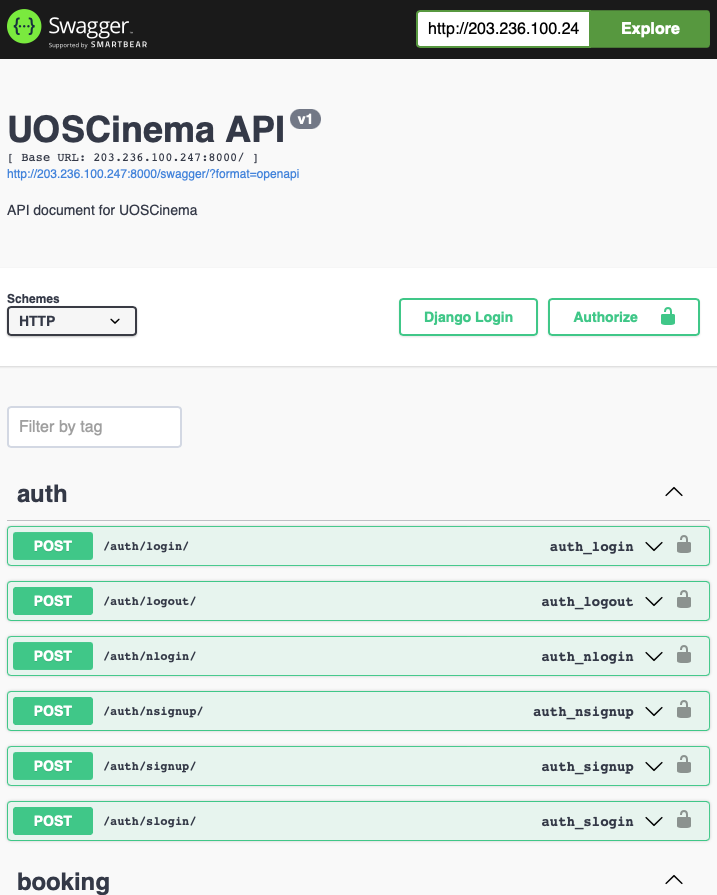 Swagger
Supported by SMARTBEAR
http://203.236.100.24
Explore
UOSCinema API v1
[ Base URL: 203.236.100.247:8000/ ]
http://203.236.100.247:8000/swagger/?format=openapi
API document for UOSCinema
Schemes
HTTP
Django Login
Authorize
Filter by tag
auth
POST /auth/login/ auth_login
POST /auth/logout/ auth_logout
POST /auth/nlogin/ auth_nlogin
POST /auth/nsignup/ auth_nsignup
POST /auth/signup/ auth_signup
POST /auth/slogin/ auth_slogin
booking